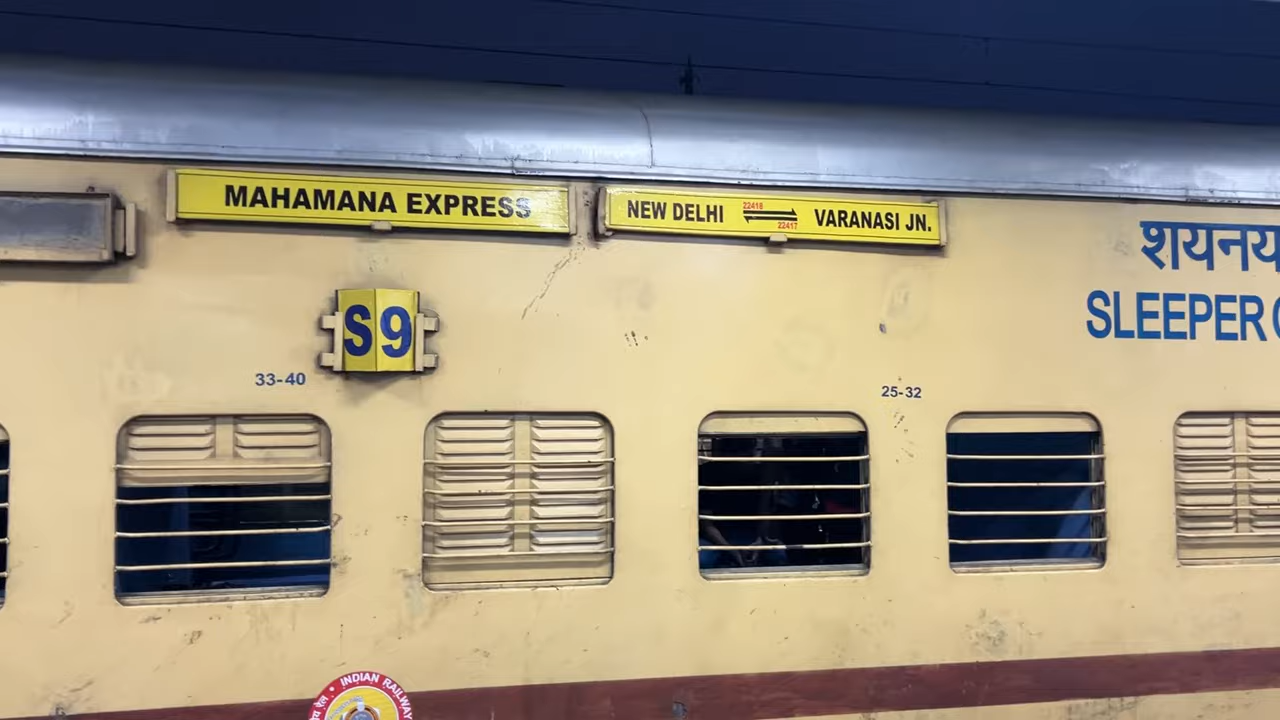 MAHAMANA EXPRESS
NEW DELHI 22418 22417 VARANASI JN.
शयनय
SLEEPER
S9
33-40
25-32
INDIAN RAILWAY